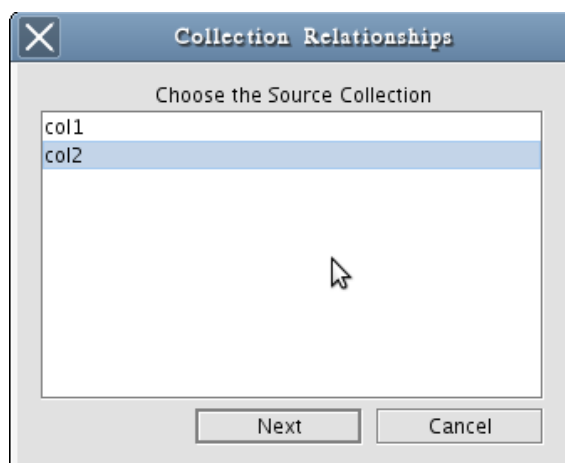 Collection Relationships
Choose the Source Collection
col1
col2
Next Cancel